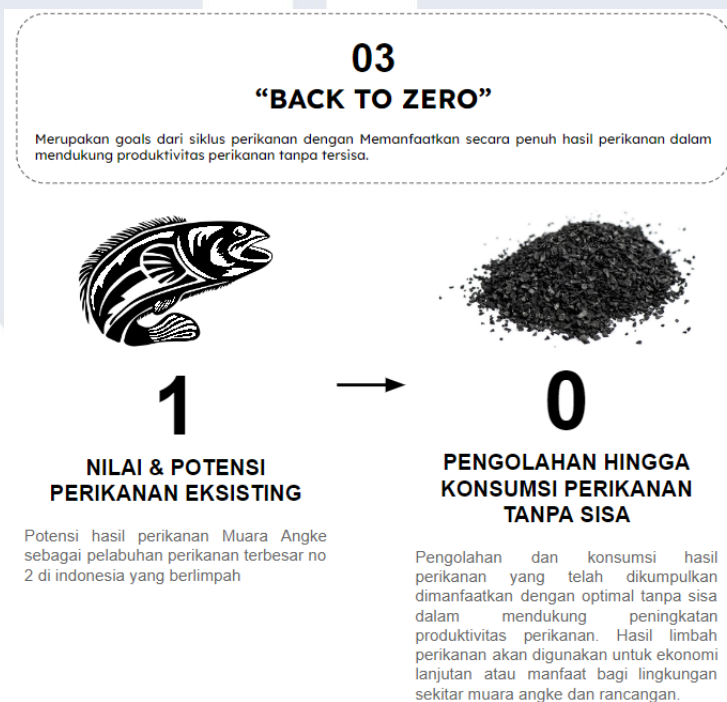 03
“BACK TO ZERO”
Merupakan goals dari siklus perikanan dengan Memanfaatkan secara penuh hasil perikanan dalam
mendukung produktivitas perikanan tanpa tersisa.
1
NILAI & POTENSI
PERIKANAN EKSISTING
Potensi hasil perikanan Muara Angke
sebagai pelabuhan perikanan terbesar no
2 di indonesia yang berlimpah
0
PENGOLAHAN HINGGA
KONSUMSI PERIKANAN
TANPA SISA
Pengolahan dan konsumsi hasil
perikanan yang telah dikumpulkan
dimanfaatkan dengan optimal tanpa sisa
dalam mendukung peningkatan
produktivitas perikanan. Hasil limbah
perikanan akan digunakan untuk ekonomi
lanjutan atau manfaat bagi lingkungan
sekitar muara angke dan rancangan.